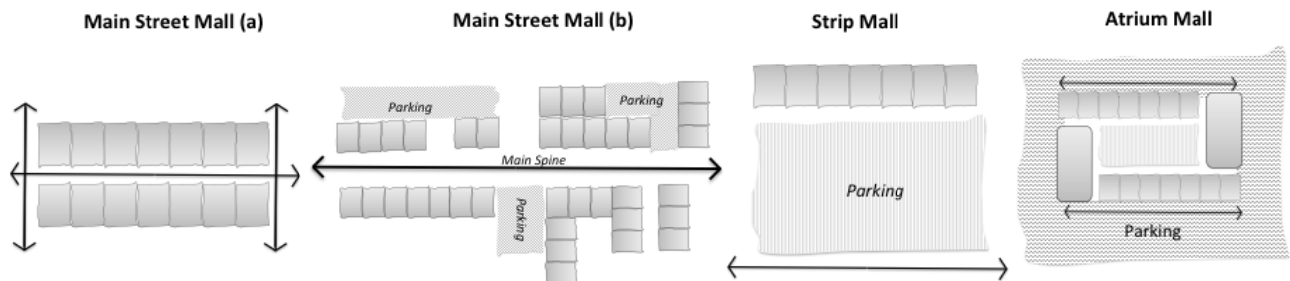 Main Street Mall (a)
Main Street Mall (b)
Strip Mall
Atrium Mall
Parking
Parking
Main Spine
Parking
Parking
Parking